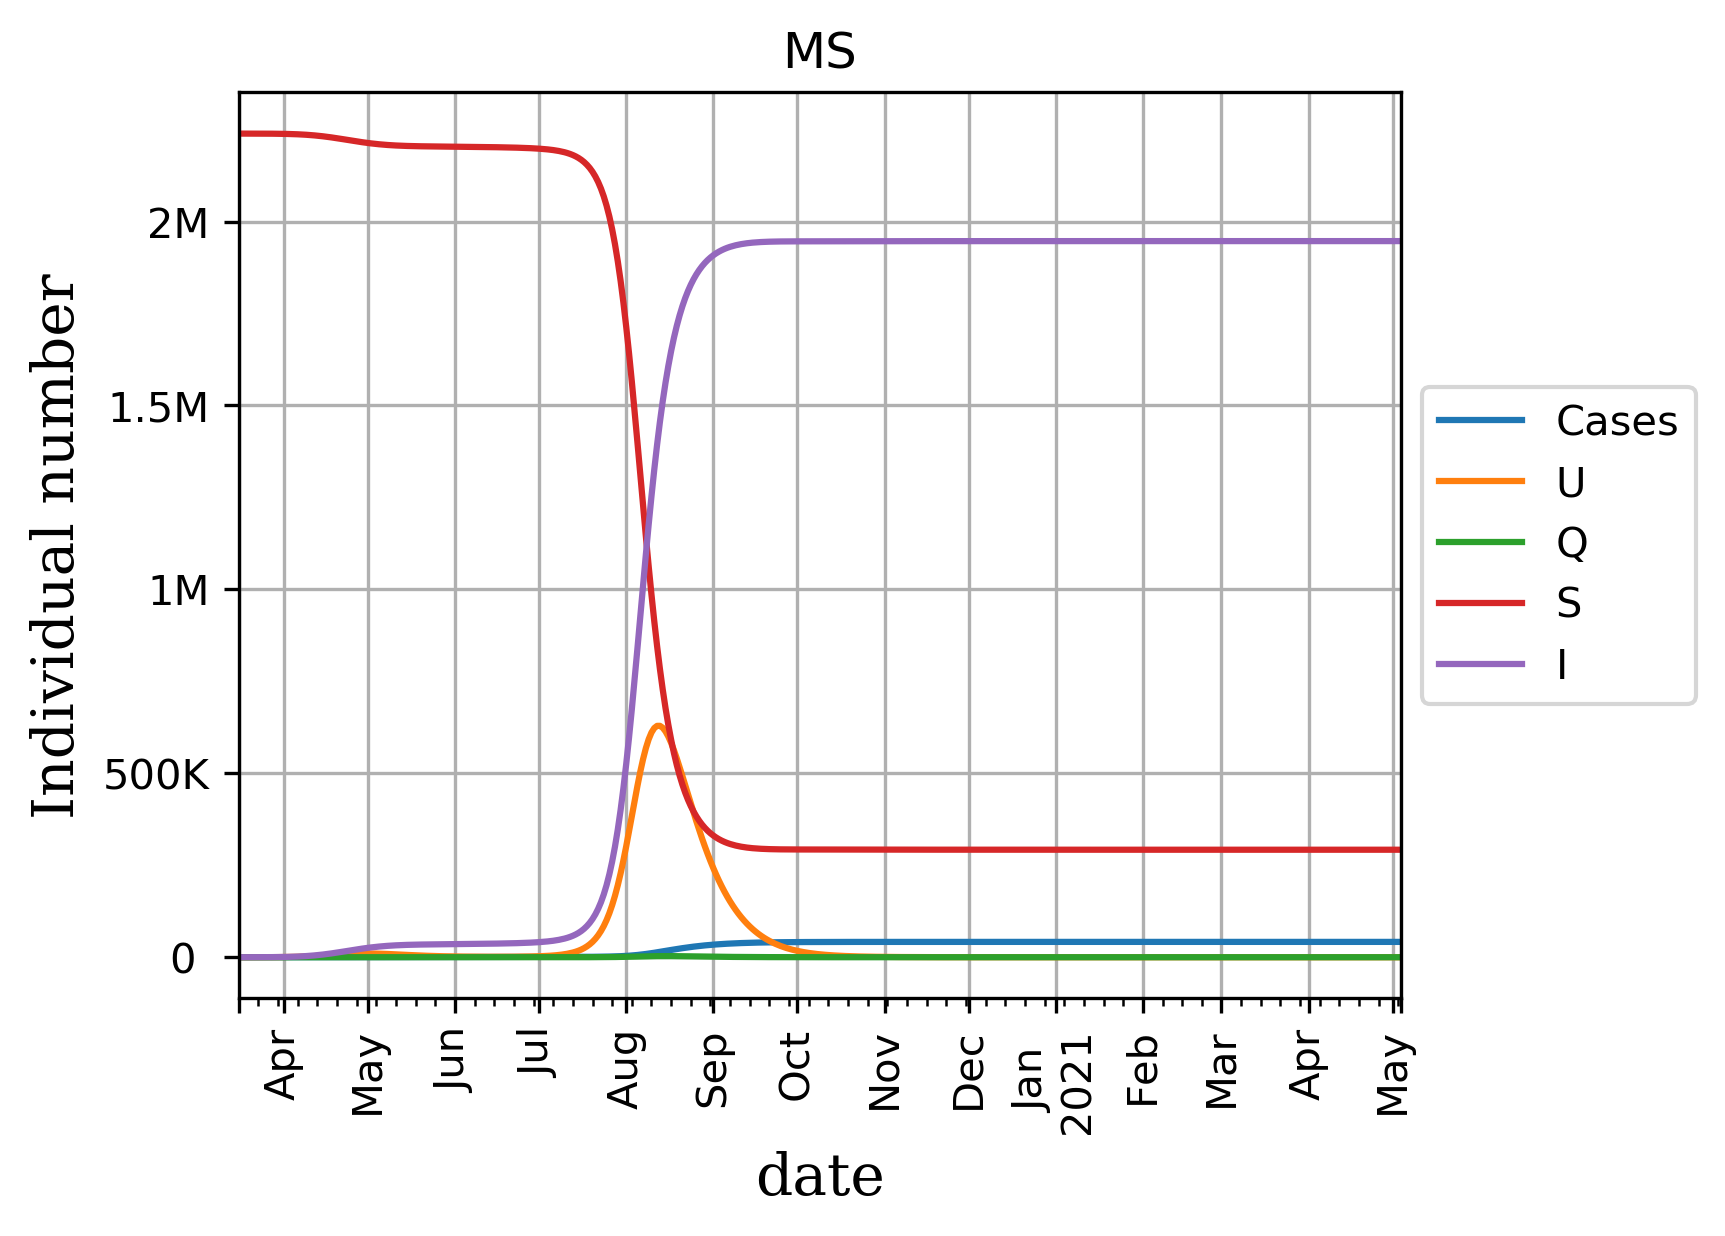 MS
Individual number
2M
1.5M
1M
500K
0
Apr
May
Jun
Jul
Aug
Sep
Oct
Nov
Dec
Jan
2021
Feb
Mar
Apr
May
date
Cases
U
Q
S
I